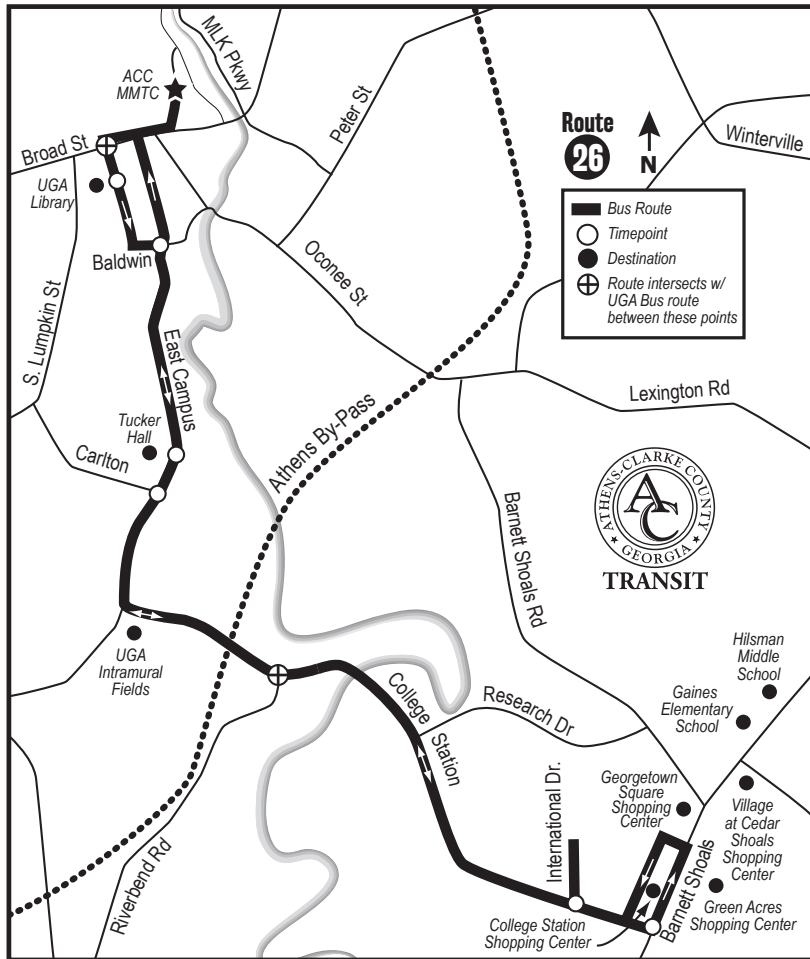 MLK Pkwy
ACC
MMTC
Peter St
Route
26
N
Winterville
Broad St
UGA
Library
Bus Route
Timepoint
Destination
Route intersects w/
UGA Bus route
between these points
Baldwin
S. Lumpkin St
Oconee St
East Campus
Lexington Rd
Athens By-Pass
Tucker
Hall
Carlton
Barnett Shoals Rd
ATHENS-CLARKE COUNTY
AC
GEORGIA
TRANSIT
UGA
Intramural
Fields
Hilsman
Middle
School
Gaines
Elementary
School
College
Station
Research Dr
International Dr.
Georgetown
Square
Shopping
Center
Village
at Cedar
Shoals
Shopping
Center
Riverbend Rd
Barnett Shoals
Green Acres
Shopping Center
College Station
Shopping Center